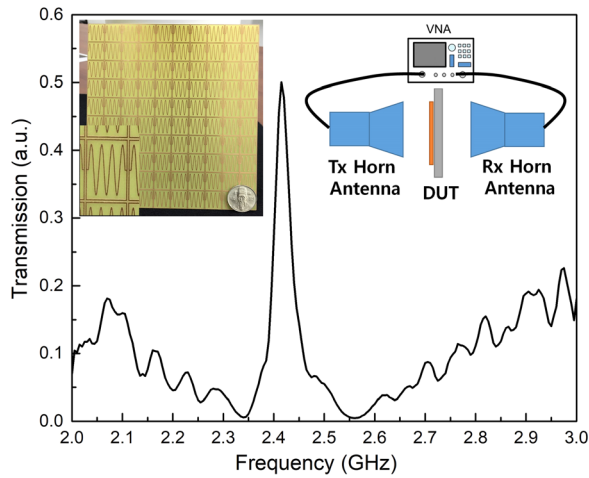 VNA
Tx Horn
Antenna
DUT
Rx Horn
Antenna
Transmission (a.u.)
0.6
0.5
0.4
0.3
0.2
0.1
0.0
2.0 2.1 2.2 2.3 2.4 2.5 2.6 2.7 2.8 2.9 3.0
Frequency (GHz)